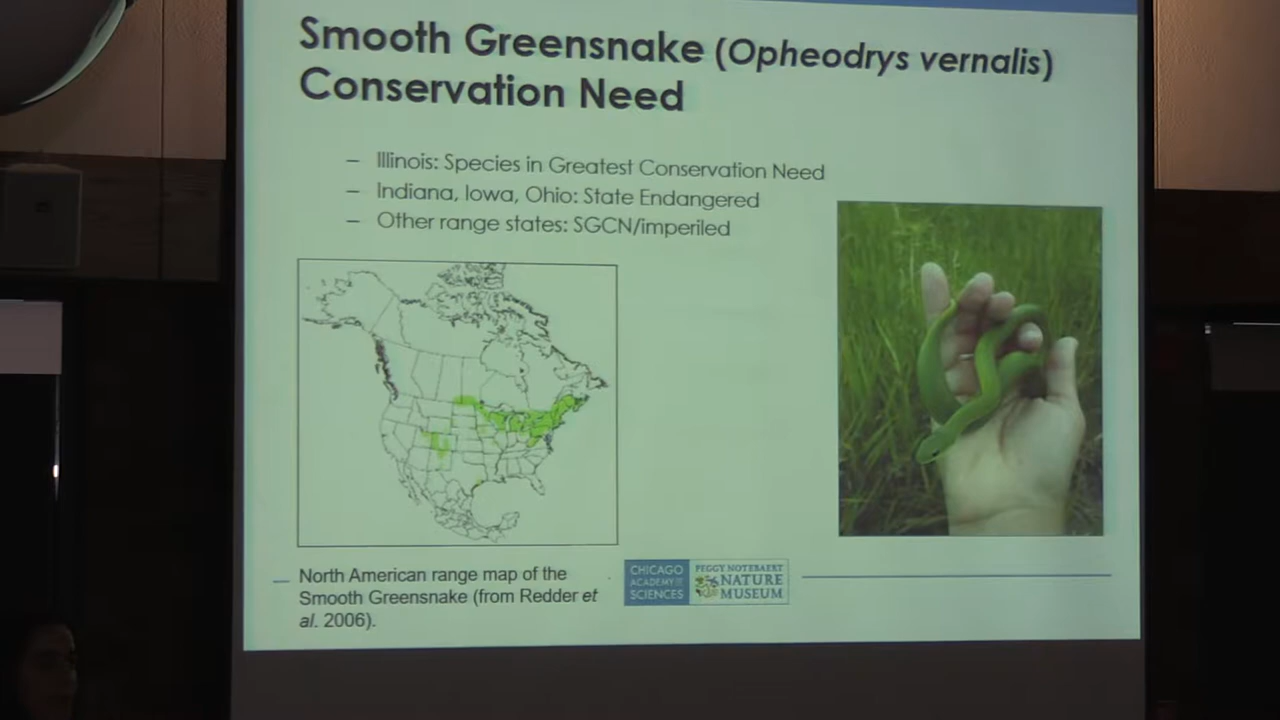 Smooth Greensnake (Opheodrys vernalis)
Conservation Need
– Illinois: Species in Greatest Conservation Need
– Indiana, Iowa, Ohio: State Endangered
– Other range states: SGCN/imperiled
North American range map of the
Smooth Greensnake (from Redder et
al. 2006).
CHICAGO
ACADEMY OF
SCIENCES
PEGGY NOTEBAERT
NATURE
MUSEUM